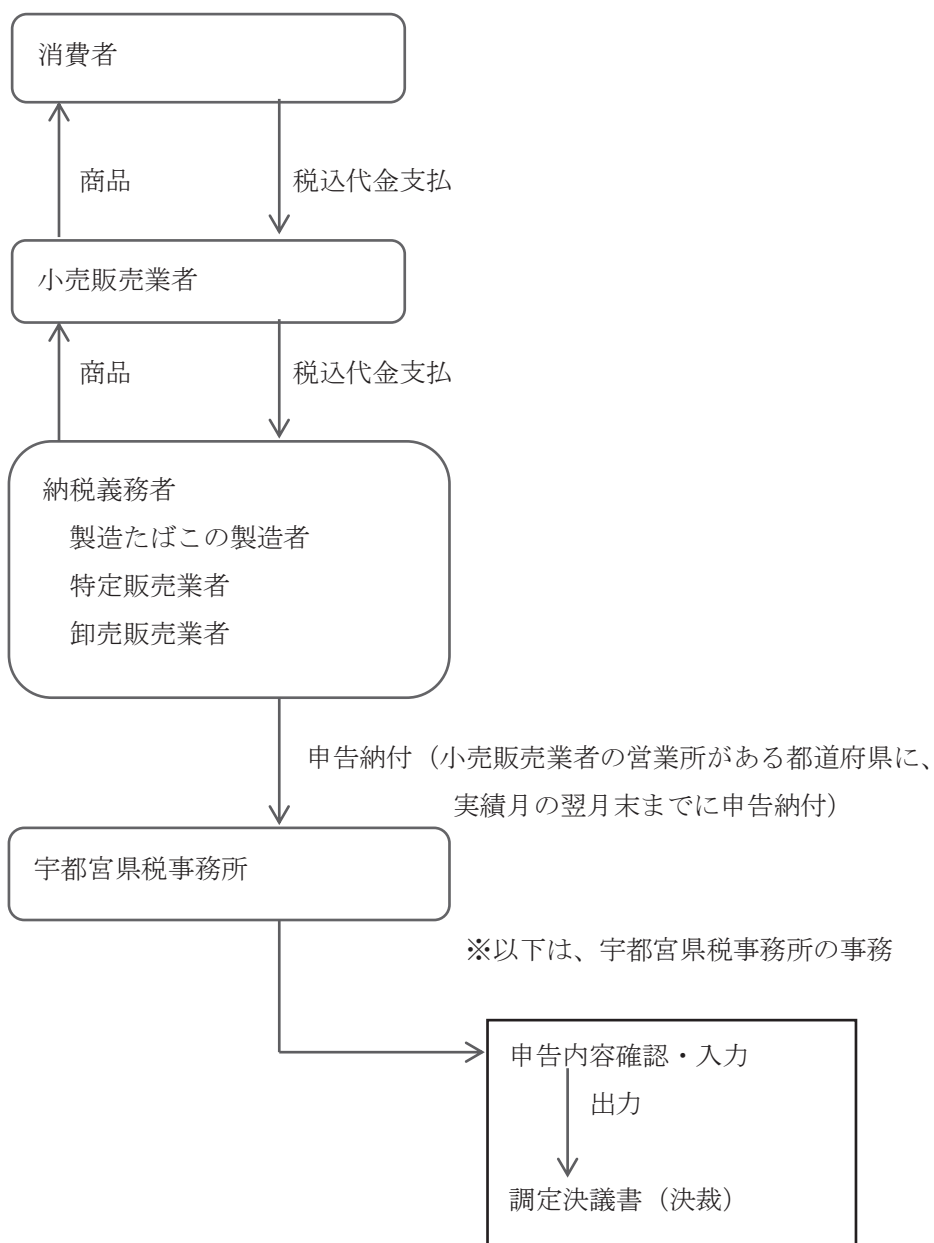 消費者
商品
税込代金支払
小売販売業者
商品
税込代金支払
納税義務者
製造たばこの製造者
特定販売業者
卸売販売業者
申告納付（小売販売業者の営業所がある都道府県に、
実績月の翌月末までに申告納付）
宇都宮県税事務所
※以下は、宇都宮県税事務所の事務
申告内容確認・入力
出力
調定決議書（決裁）